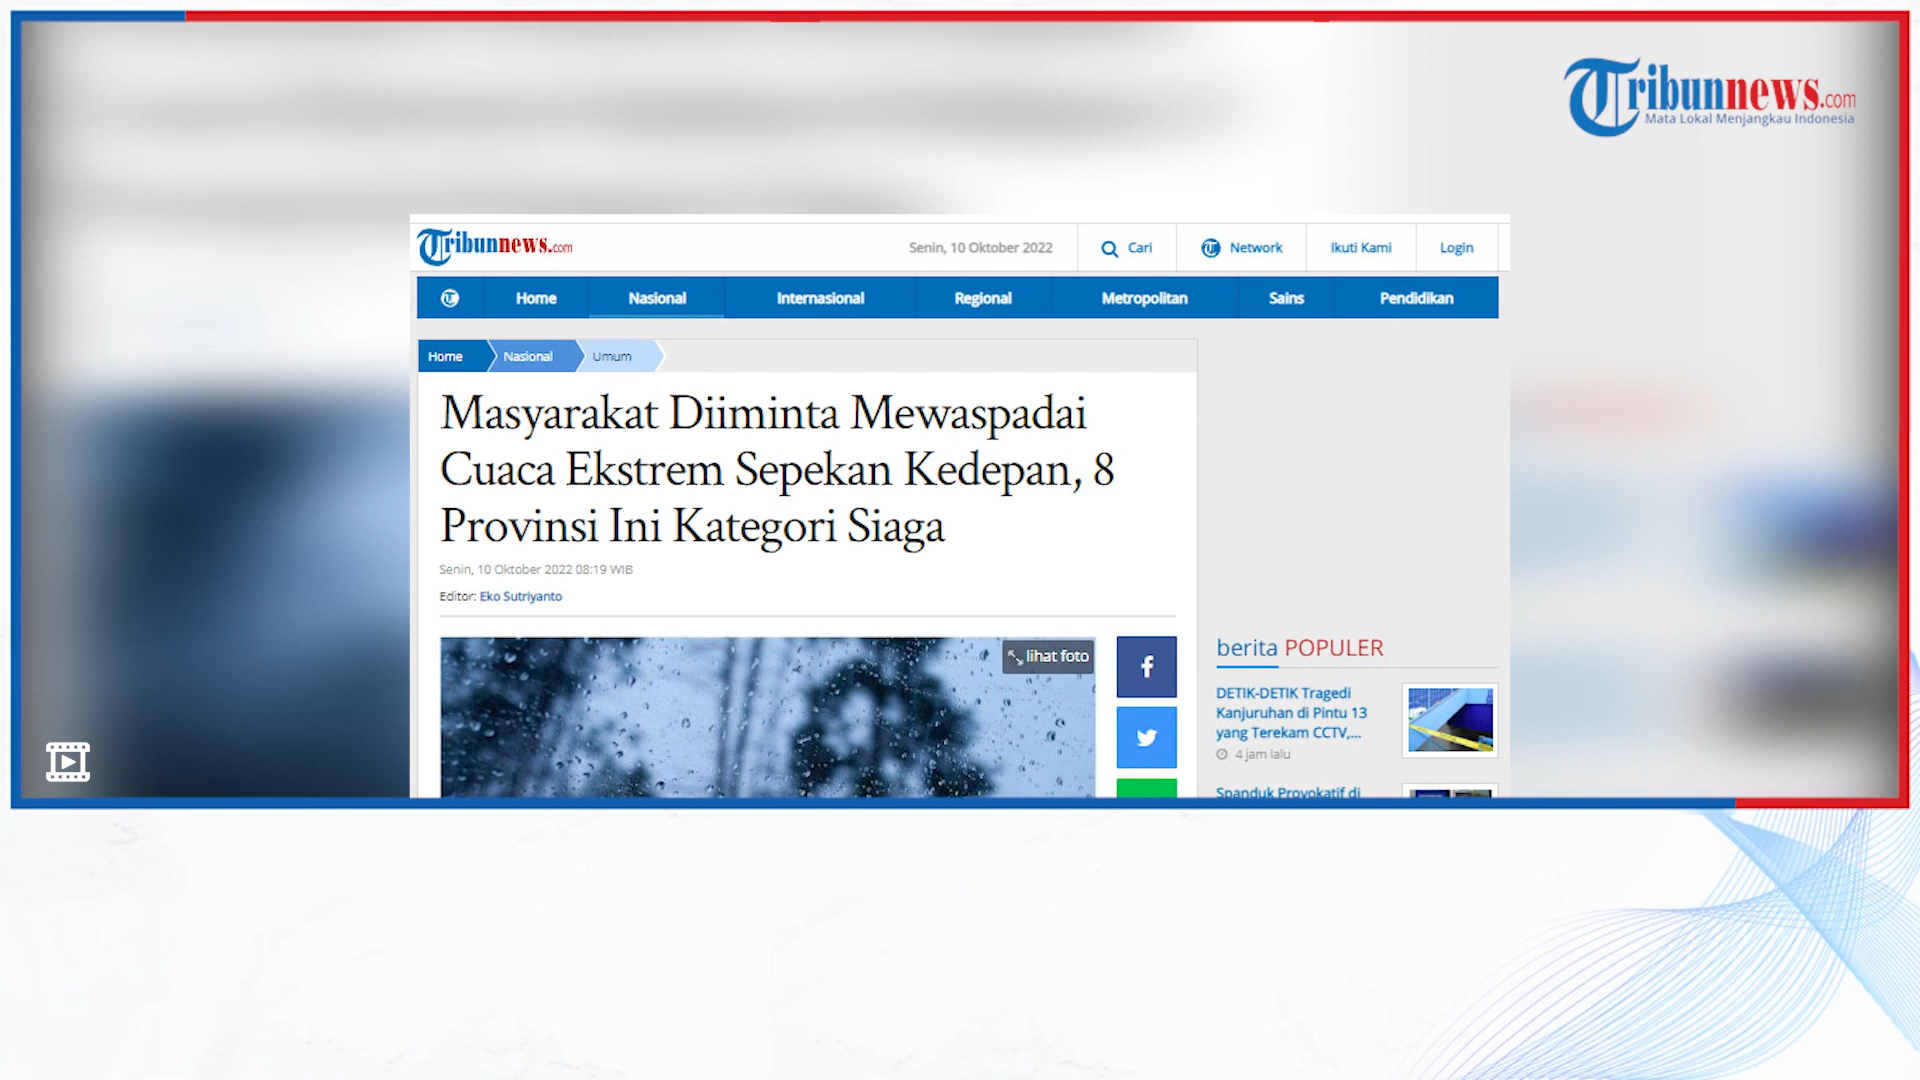 Tribunnews.com
Mata Lokal Menjangkau Indonesia
Tribunnews.com
Senin, 10 Oktober 2022
Cari
Network
Ikuti Kami
Login
Home
Nasional
Internasional
Regional
Metropolitan
Sains
Pendidikan
Home
Nasional
Umum
Masyarakat Diiminta Mewaspadai
Cuaca Ekstrem Sepekan Kedepan, 8
Provinsi Ini Kategori Siaga
Senin, 10 Oktober 2022 08:19 WIB
Editor: Eko Sutriyanto
lihat foto
berita POPULER
DETIK-DETIK Tragedi
Kanjuruhan di Pintu 13
yang Terekam CCTV,...
4 jam lalu
Spanduk Provokatif di